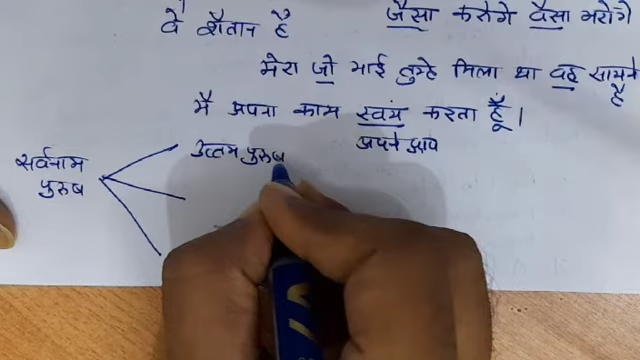 वे शैतान है
जैसा करोगे वैसा भरोगे
मेरा जो भाई तुम्हे मिला था वह सामने है
मै अपना काम स्वयं करता हूँ।
अपने आप
सर्वनाम
पुरुष
उत्तम पुरुष